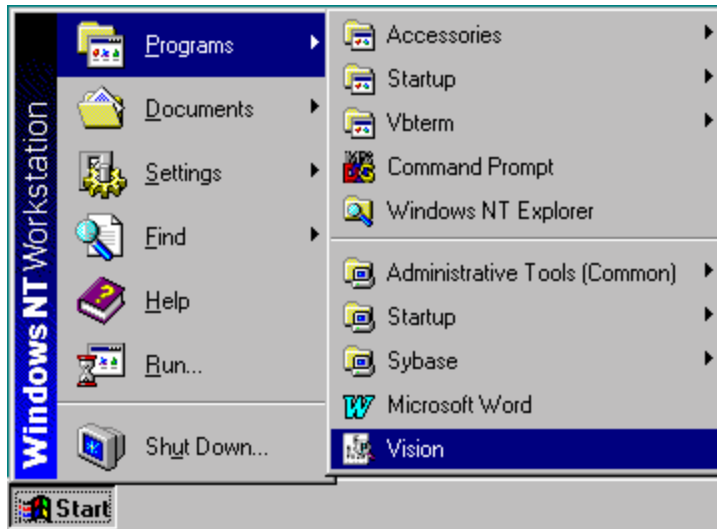 Windows NT Workstation
Programs
Documents
Settings
Find
Help
Run...
Shut Down...
Accessories
Startup
Vbterm
Command Prompt
Windows NT Explorer
Administrative Tools (Common)
Startup
Sybase
Microsoft Word
Vision
Start